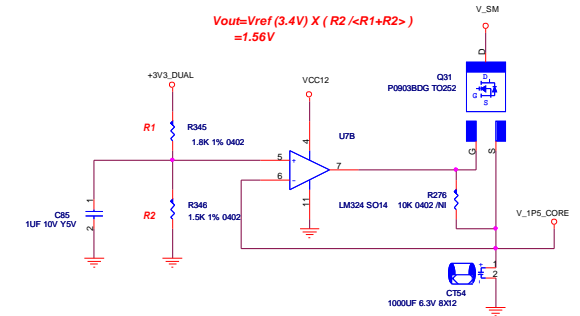 V_SM
Vout=Vref (3.4V) X ( R2 /<R1+R2> )
=1.56V
D
Q31
P0903BDG TO252
D
G
S
+3V3_DUAL
VCC12
R1
R345
1.8K 1% 0402
U7B
4
5
+
7
6
-
11
LM324 SO14
G
S
C85
1UF 10V Y5V
1
2
R2
R346
1.5K 1% 0402
R276
10K 0402 /NI
V_1P5_CORE
+
1
2
-
CT54
1000UF 6.3V 8X12